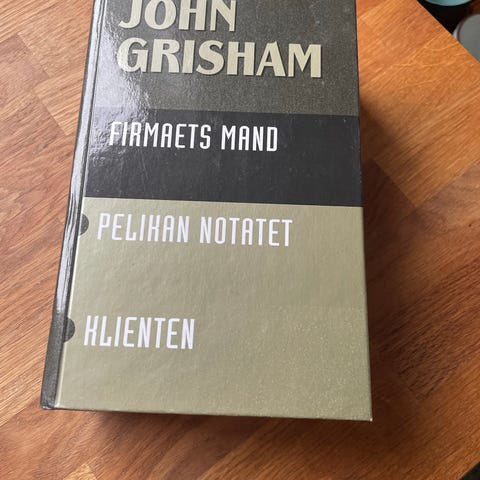 JOHN
GRISHAM
FIRMAETS MAND
PELIKAN NOTATET
KLIENTEN